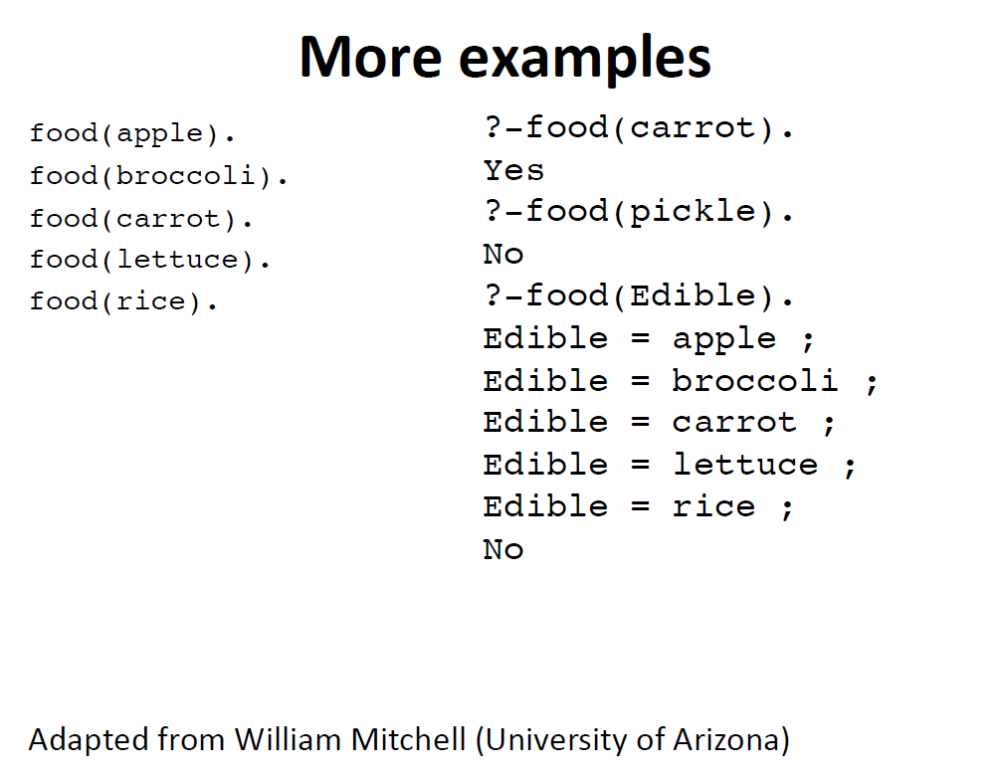 More examples
food(apple).
food(broccoli).
food(carrot).
food(lettuce).
food(rice).
?-food(carrot).
Yes
?-food(pickle).
No
?-food(Edible).
Edible = apple ;
Edible = broccoli ;
Edible = carrot ;
Edible = lettuce ;
Edible = rice ;
No
Adapted from William Mitchell (University of Arizona)